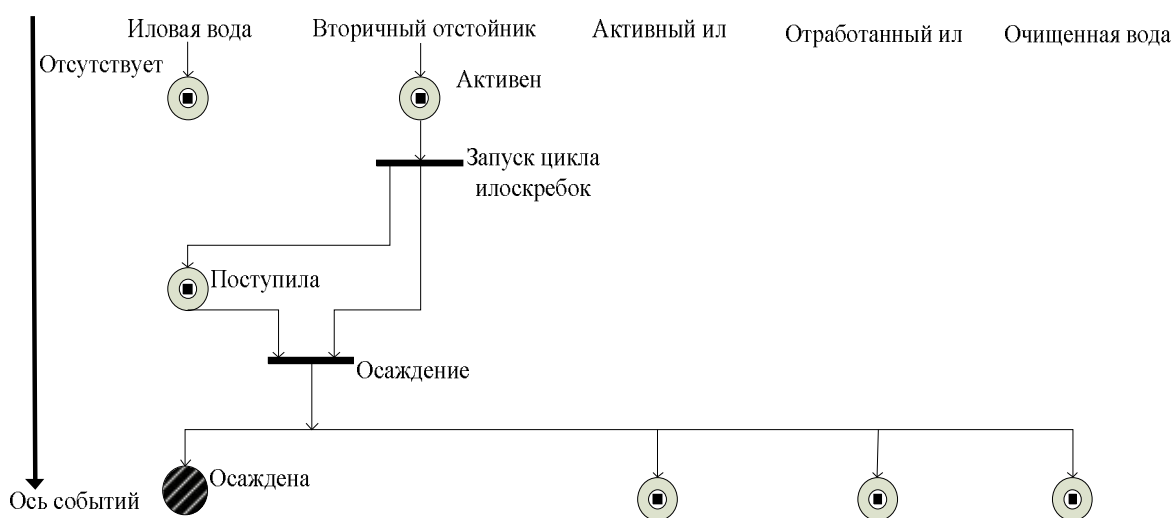 Иловая вода
Вторичный отстойник
Активный ил
Отработанный ил
Очищенная вода
Отсутствует
Активен
Запуск цикла
илоскребок
Поступила
Осаждение
Осаждена
Ось событий